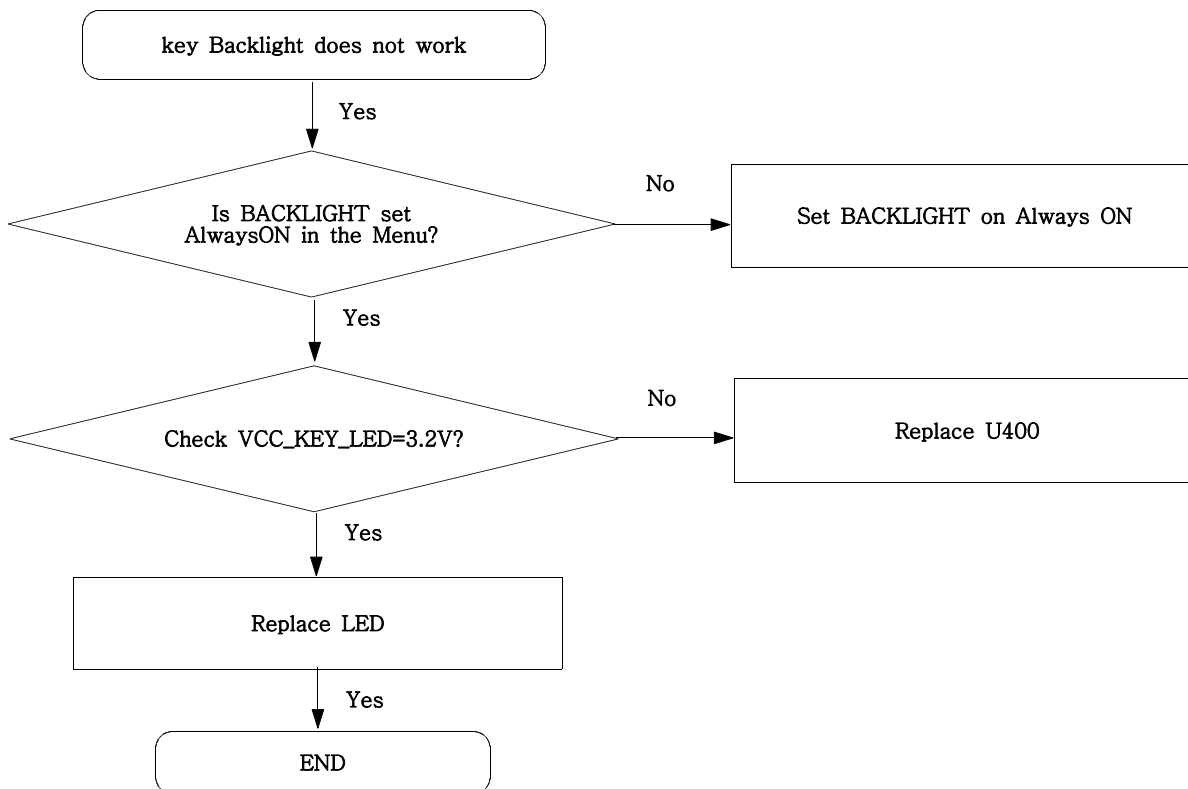 key Backlight does not work
Yes
Is BACKLIGHT set
AlwaysON in the Menu?
No
Set BACKLIGHT on Always ON
Yes
Check VCC_KEY_LED=3.2V?
No
Replace U400
Yes
Replace LED
Yes
END